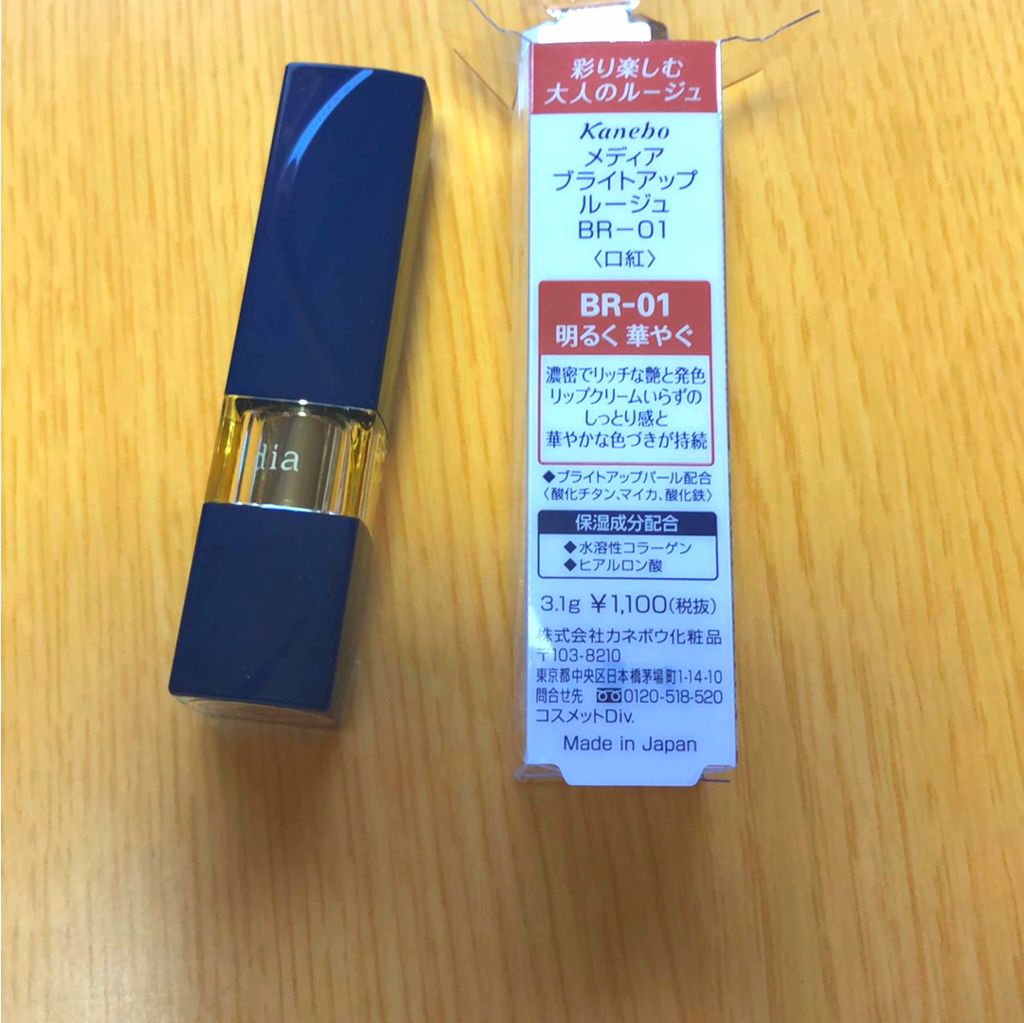 dia
彩り楽しむ
大人のルージュ
Kanebo
メディア
ブライトアップ
ルージュ
BR-01
〈口紅〉
BR-01
明るく 華やぐ
濃密でリッチな艶と発色
リップクリームいらずの
しっとり感と
華やかな色づきが持続
◆ブライトアップパール配合
〈酸化チタン、マイカ、酸化鉄〉
保湿成分配合
◆水溶性コラーゲン
◆ヒアルロン酸
3.1g ¥1,100(税抜)
株式会社カネボウ化粧品
〒103-8210
東京都中央区日本橋茅場町1-14-10
問合せ先 0120-518-520
コスメットDiv.
Made in Japan